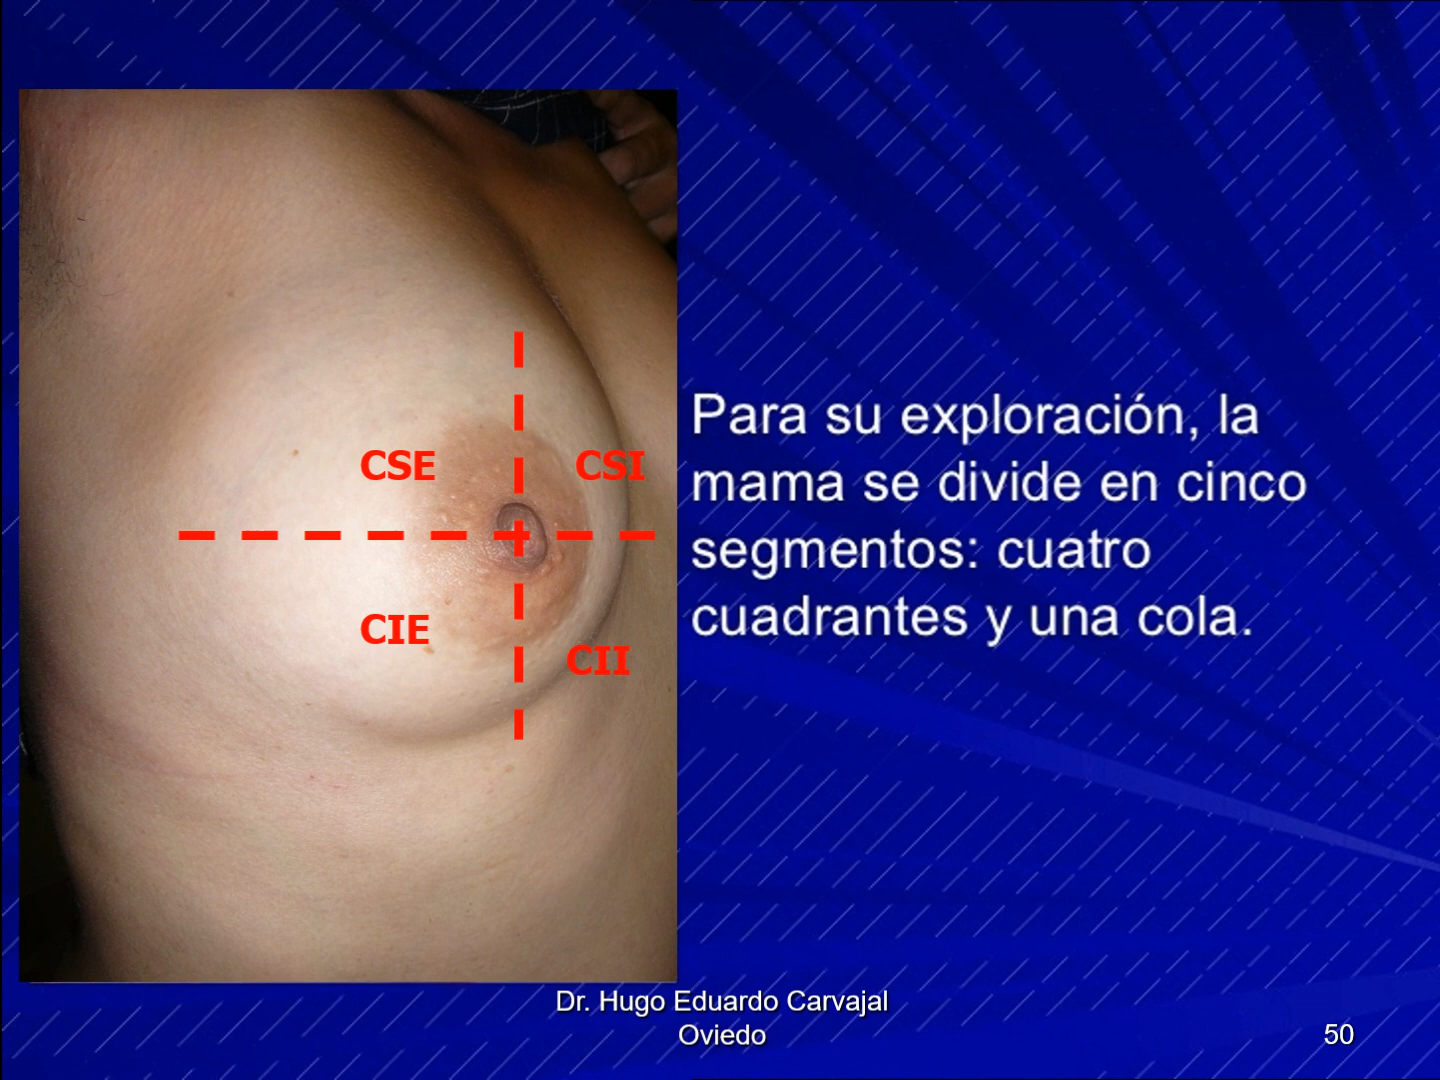 CSE
CSI
CIE
CII
Para su exploración, la
mama se divide en cinco
segmentos: cuatro
cuadrantes y una cola.
Dr. Hugo Eduardo Carvajal
Oviedo
50